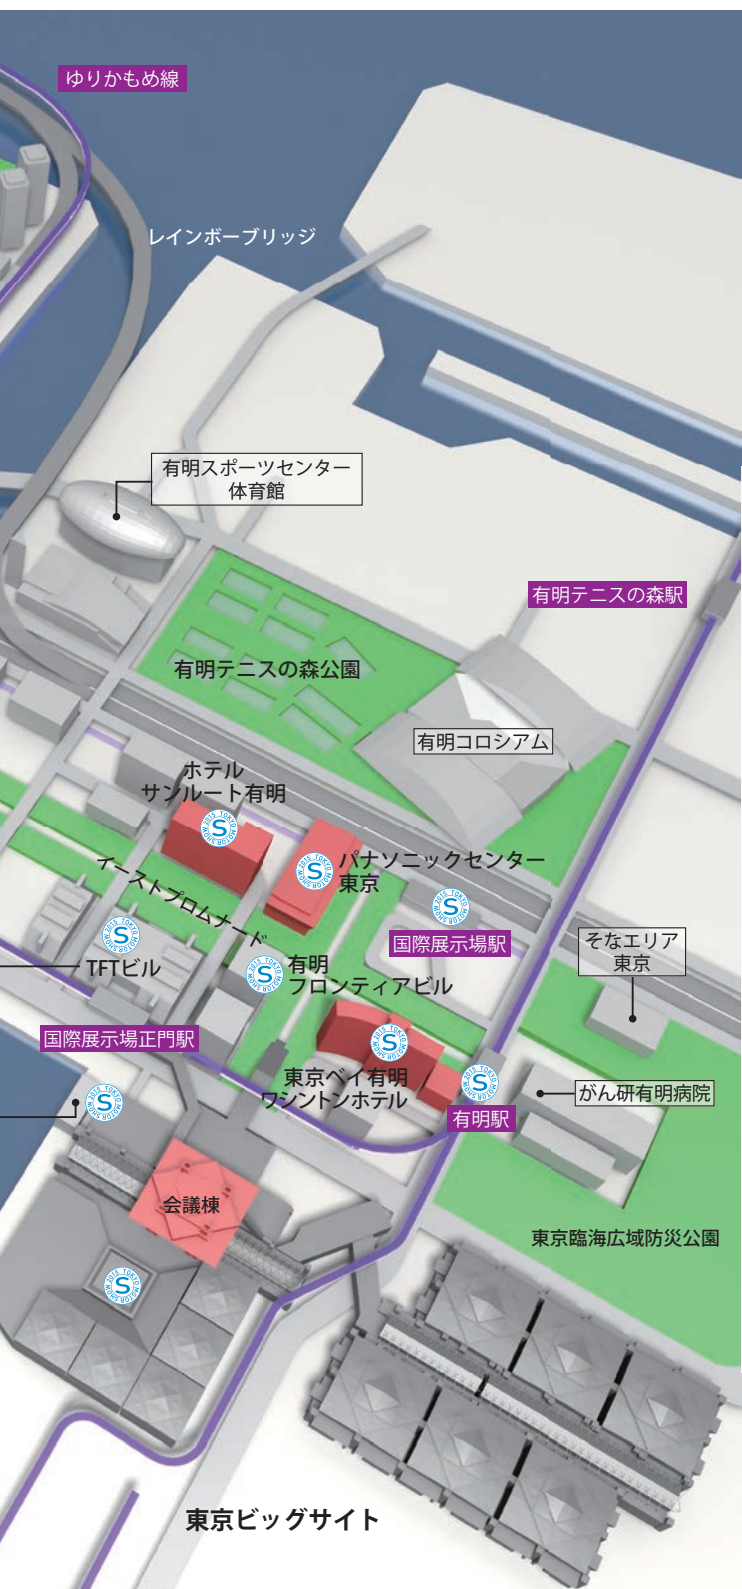 ゆりかもめ線
レインボーブリッジ
有明スポーツセンター
体育館
有明テニスの森駅
有明テニスの森公園
有明コロシアム
ホテル
サンルート有明
S
パナソニックセンター
東京
S
イーストプロムナード
S
国際展示場駅
そなエリア
東京
S
TFTビル
S
有明
フロンティアビル
国際展示場正門駅
S
東京ベイ有明
ワシントンホテル
S
有明駅
がん研有明病院
S
会議棟
東京臨海広域防災公園
S
東京ビッグサイト